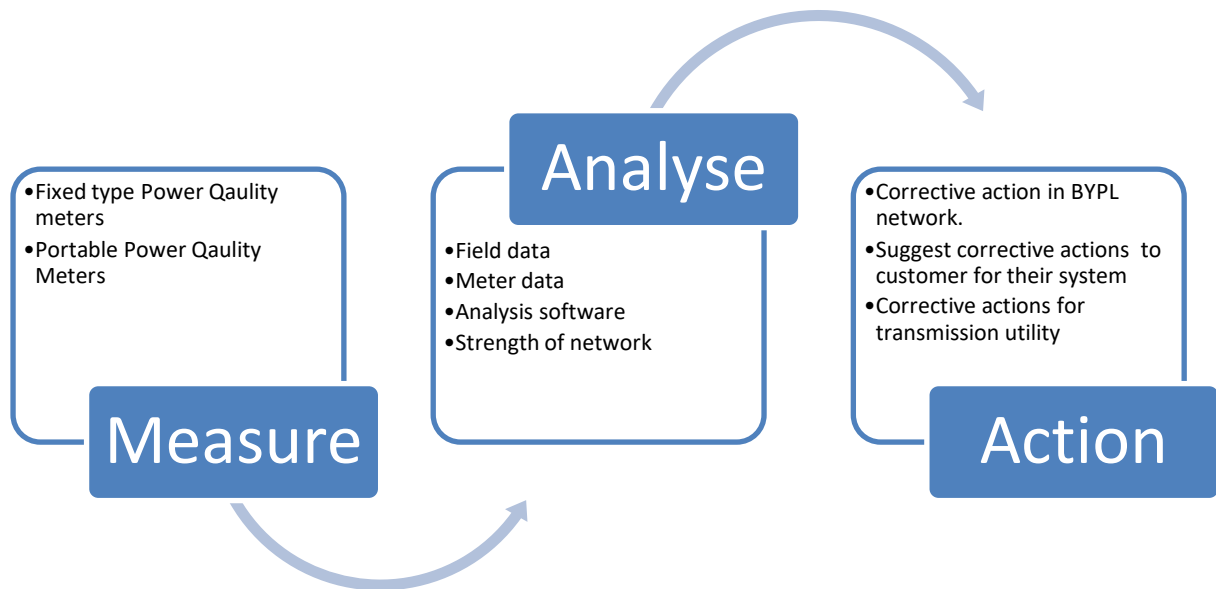 •Fixed type Power Qaulity
meters
•Portable Power Qaulity
Meters
Measure
Analyse
•Field data
•Meter data
•Analysis software
•Strength of network
•Corrective action in BYPL
network.
•Suggest corrective actions to
customer for their system
•Corrective actions for
transmission utility
Action